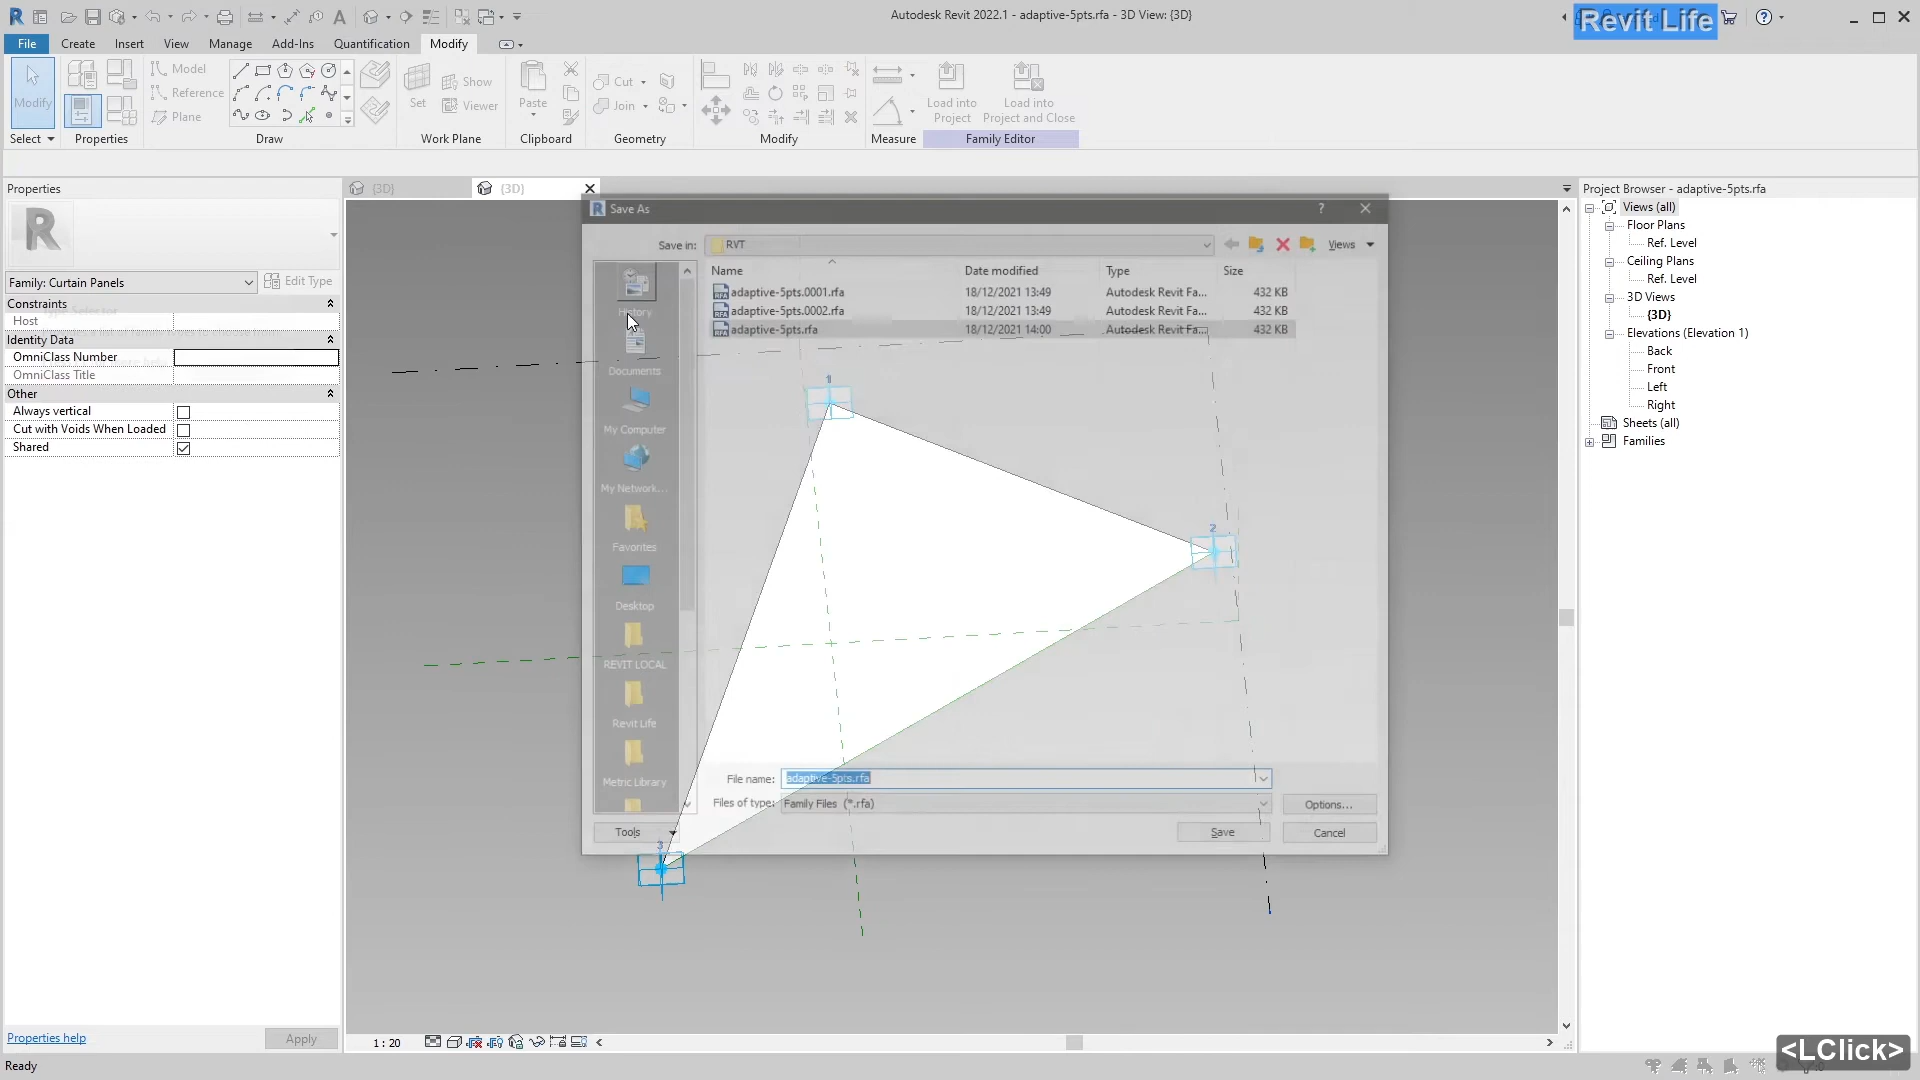 Autodesk Revit 2022.1 - adaptive-5pts.rfa - 3D View: {3D}
Revit Life
File
Create
Insert
View
Manage
Add-Ins
Quantification
Modify
Modify
Model
Reference
Plane
Set
Show
Viewer
Paste
Cut
Join
Load into
Project
Load into
Project and Close
Select
Properties
Draw
Work Plane
Clipboard
Geometry
Modify
Measure
Family Editor
Properties
{3D}
{3D}
Project Browser - adaptive-5pts.rfa
Family: Curtain Panels
Edit Type
Constraints
Host
Identity Data
OmniClass Number
OmniClass Title
Other
Always vertical
Cut with Voids When Loaded
Shared
Save As
Save in:
RVT
Views
Name
Date modified
Type
Size
adaptive-5pts.0001.rfa 18/12/2021 13:49 Autodesk Revit Fa... 432 KB
adaptive-5pts.0002.rfa 18/12/2021 13:49 Autodesk Revit Fa... 432 KB
adaptive-5pts.rfa 18/12/2021 14:00 Autodesk Revit Fa... 432 KB
History
Documents
My Computer
My Network...
Favorites
Desktop
REVIT LOCAL
Revit Life
Metric Library
1
2
3
File name: adaptive-5pts.rfa
Files of type: Family Files (*.rfa)
Options...
Tools
Save
Cancel
Views (all)
Floor Plans
Ref. Level
Ceiling Plans
Ref. Level
3D Views
{3D}
Elevations (Elevation 1)
Back
Front
Left
Right
Sheets (all)
Families
Properties help
Apply
1 : 20
Ready
<LClick>